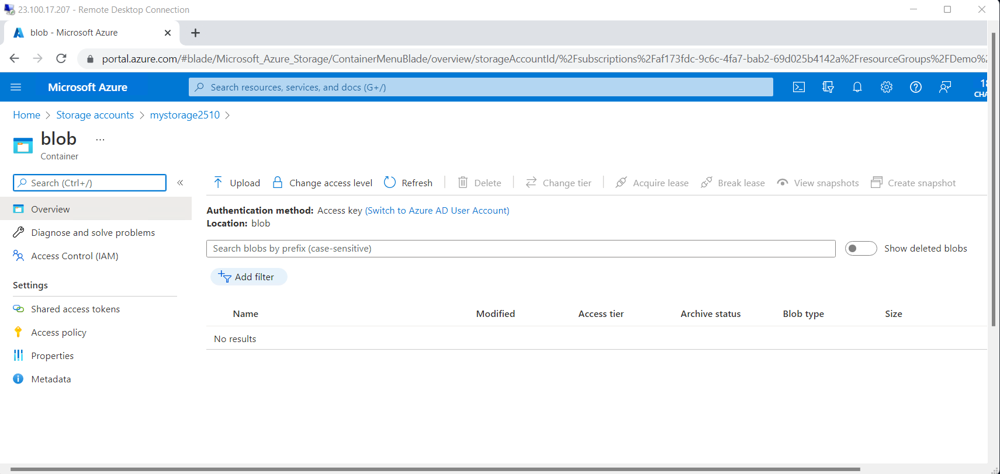 23.100.17.207 - Remote Desktop Connection
blob - Microsoft Azure
portal.azure.com/#blade/Microsoft_Azure_Storage/ContainerMenuBlade/overview/storageAccountId/%2Fsubscriptions%2Faf173fdc-9c6c-4fa7-bab2-69d025b4142a%2FresourceGroups%2FDemo%2
Microsoft Azure
Search resources, services, and docs (G+/)
18
CHA
Home > Storage accounts > mystorage2510 >
blob ...
Container
Search (Ctrl+/)
«
Overview
Diagnose and solve problems
Access Control (IAM)
Settings
Shared access tokens
Access policy
Properties
Metadata
Upload Change access level Refresh Delete Change tier Acquire lease Break lease View snapshots Create snapshot
Authentication method: Access key (Switch to Azure AD User Account)
Location: blob
Search blobs by prefix (case-sensitive)
Show deleted blobs
Add filter
Name Modified Access tier Archive status Blob type Size
No results